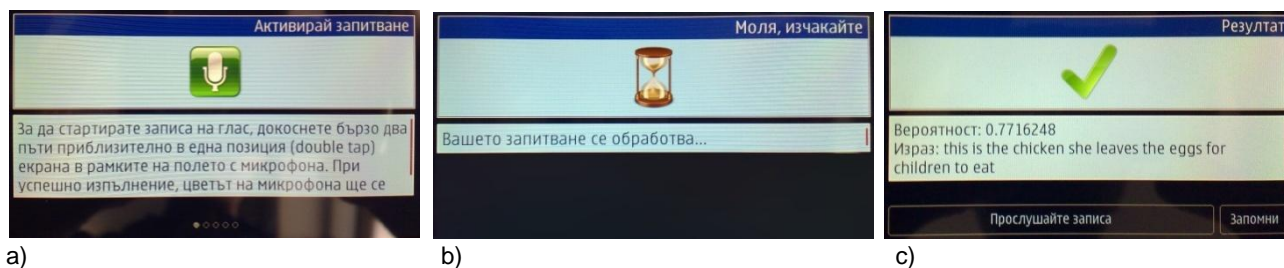 Активирай запитване
За да стартирате записа на глас, докоснете бързо два
пъти приблизително в една позиция (double tap)
екрана в рамките на полето с микрофона. При
успешно изпълнение, цветът на микрофона ще се
a)
Моля, изчакайте
Вашето запитване се обработва...
b)
Резултат
Вероятност: 0.7716248
Израз: this is the chicken she leaves the eggs for
children to eat
Прослушайте записа
Запомни
c)